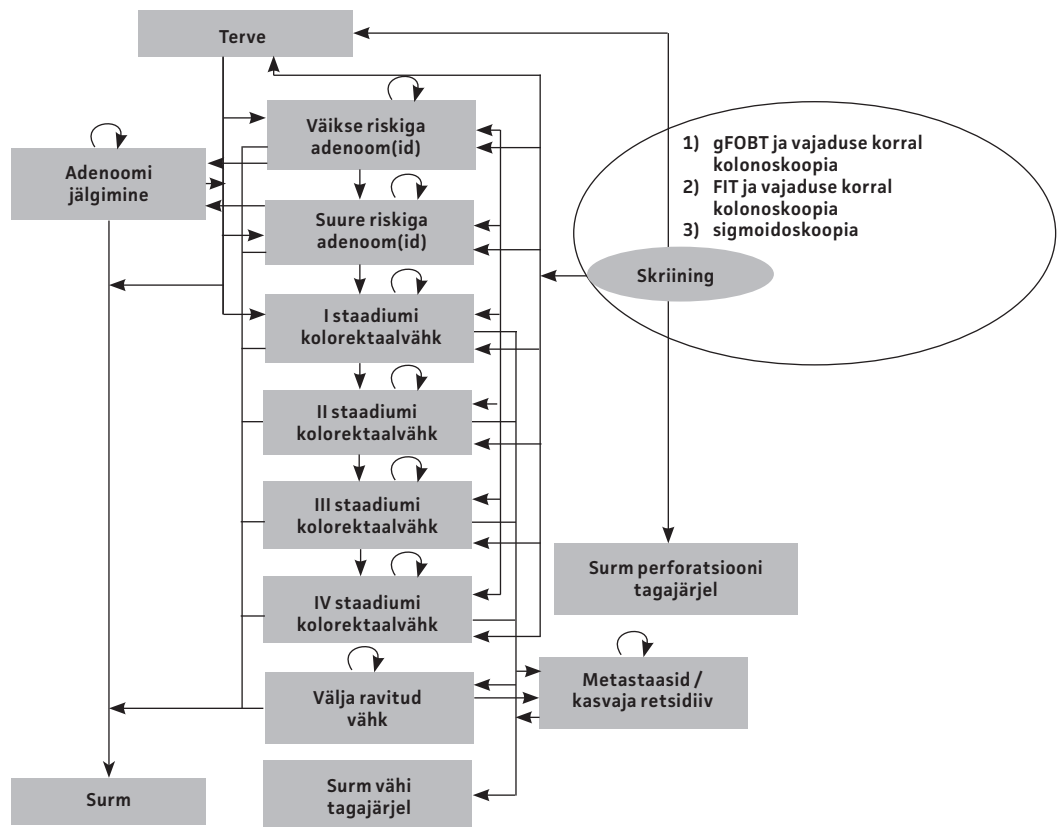 Terve
Väikse riskiga
adenoom(id)
1) gFOBT ja vajaduse korral
kolonoskoopia
2) FIT ja vajaduse korral
kolonoskoopia
3) sigmoidoskoopia
Adenoomi
jälgimine
Suure riskiga
adenoom(id)
Skriining
I staadiumi
kolorektaalvähk
II staadiumi
kolorektaalvähk
III staadiumi
kolorektaalvähk
Surm perforatsiooni
tagajärjel
IV staadiumi
kolorektaalvähk
Metastaasid /
kasvaja retsidiiv
Välja ravitud
vähk
Surm
Surm vähi
tagajärjel